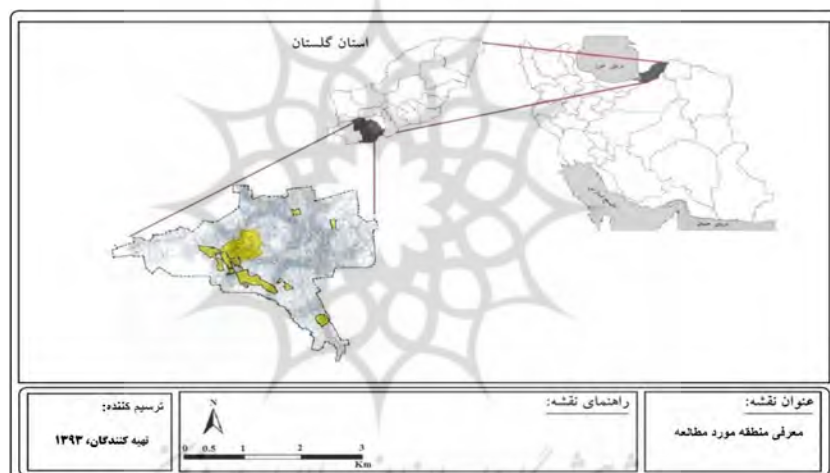 استان گلستان
عنوان نقشه:
معرفی منطقه مورد مطالعه
راهنمای نقشه:
N
0 0.5 1 2 3
Km
ترسیم کننده:
تهیه کنندگان، ۱۳۹۳